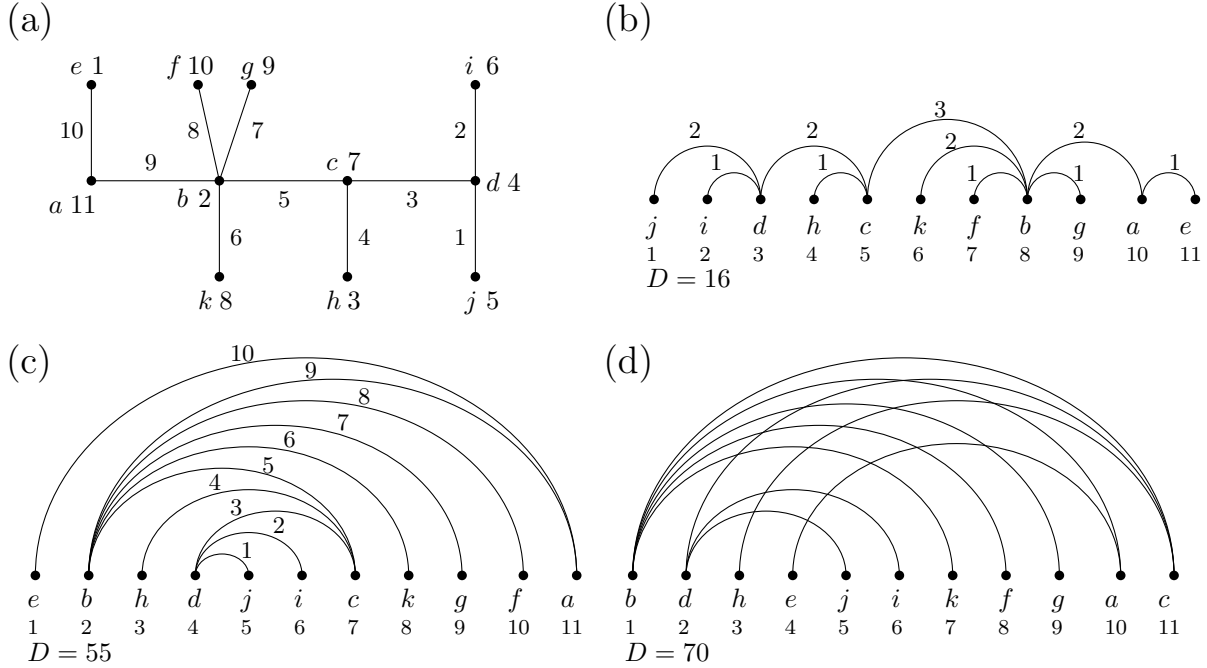 (a)
e 1 f 10 g 9 i 6
10 8 7 2
9 c 7
a 11 b 2 5 3 d 4
6 4 1
k 8 h 3 j 5
(b)
3
2 2 2 2
1 1 1 1 1
j i d h c k f b g a e
1 2 3 4 5 6 7 8 9 10 11
D = 16
(c)
10
9
8
7
6
5
4
3
2
1
e b h d j i c k g f a
1 2 3 4 5 6 7 8 9 10 11
D = 55
(d)
b d h e j i k f g a c
1 2 3 4 5 6 7 8 9 10 11
D = 70